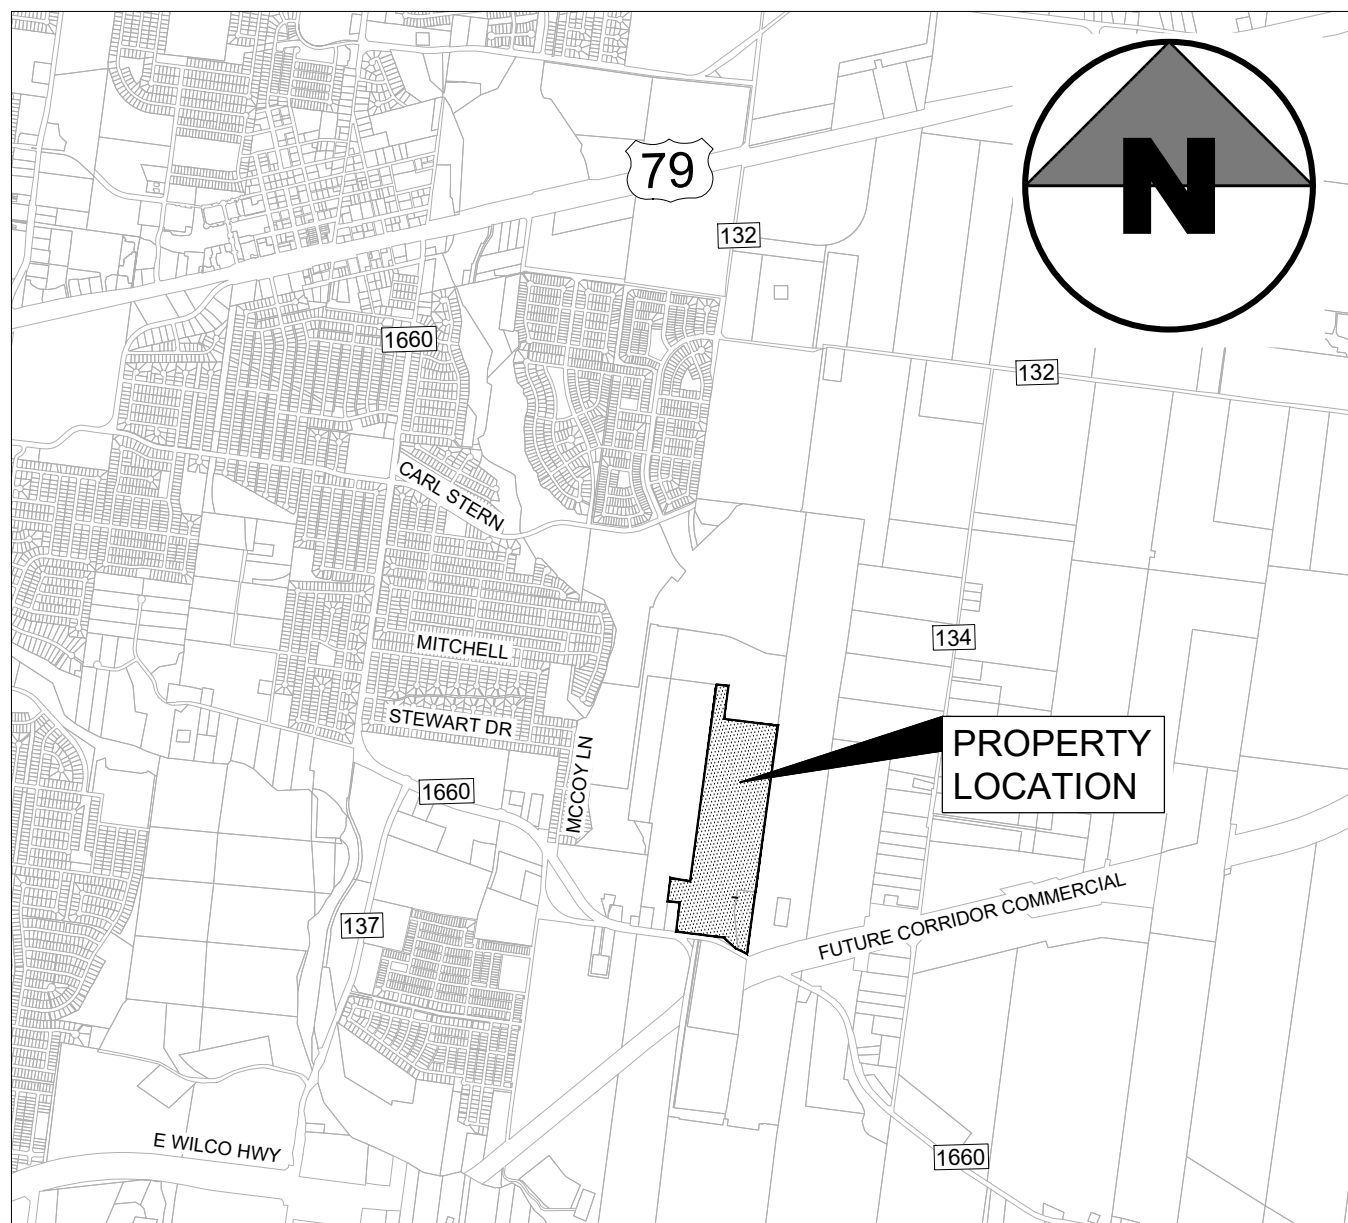 N
79
132
1660
132
CARL STERN
134
MITCHELL
STEWART DR
PROPERTY
LOCATION
MCCOY LN
1660
FUTURE CORRIDOR COMMERCIAL
137
E WILCO HWY
1660